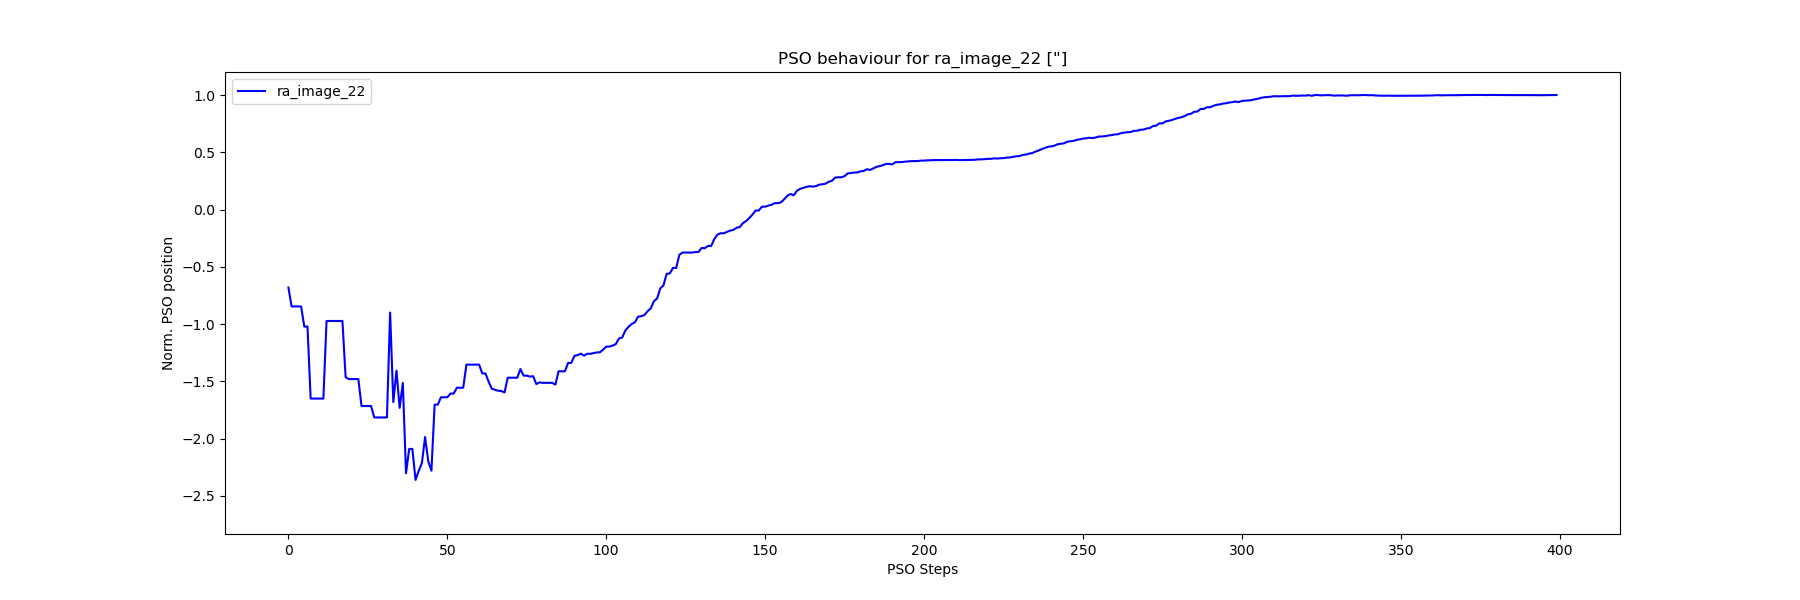 PSO behaviour for ra_image_22 ["]
ra_image_22
1.0
0.5
0.0
−0.5
−1.0
−1.5
−2.0
−2.5
Norm. PSO position
0 50 100 150 200 250 300 350 400
PSO Steps